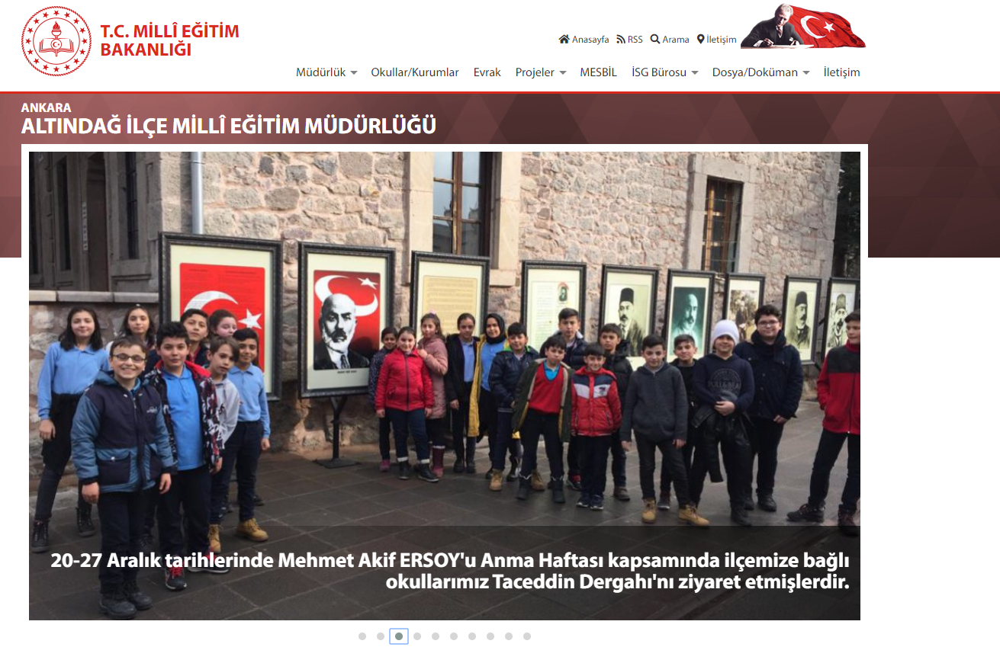 T.C. MİLLÎ EĞİTİM
BAKANLIĞI
Anasayfa RSS Arama İletişim
Müdürlük Okullar/Kurumlar Evrak Projeler MESBİL İSG Bürosu Dosya/Doküman İletişim
ANKARA
ALTINDAĞ İLÇE MİLLÎ EĞİTİM MÜDÜRLÜĞÜ
20-27 Aralık tarihlerinde Mehmet Akif ERSOY'u Anma Haftası kapsamında ilçemize bağlı
okullarımız Taceddin Dergahı'nı ziyaret etmişlerdir.